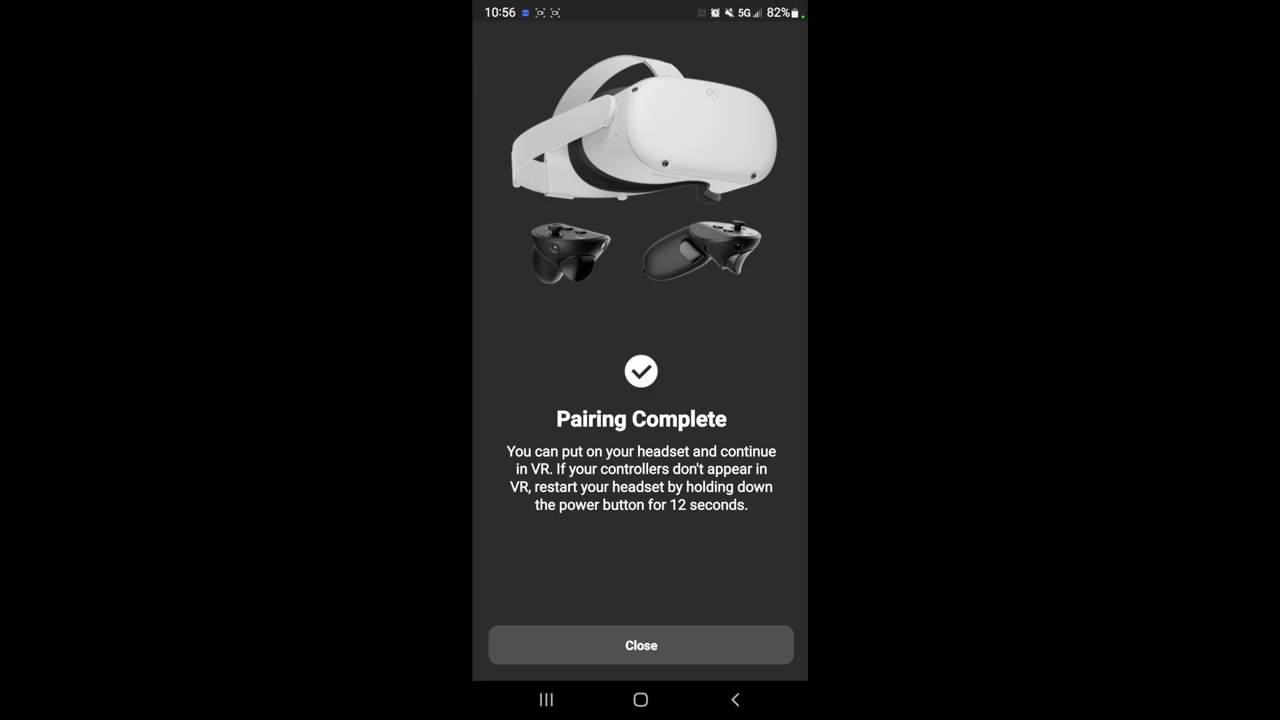 10:56 5G 82%
Pairing Complete
You can put on your headset and continue
in VR. If your controllers don't appear in
VR, restart your headset by holding down
the power button for 12 seconds.
Close